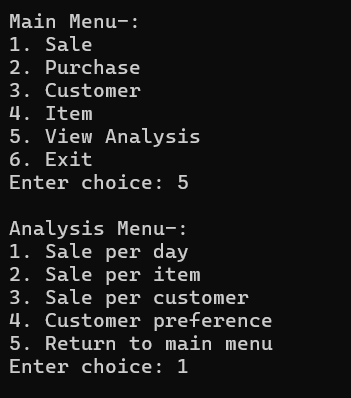 Main Menu-:
1. Sale
2. Purchase
3. Customer
4. Item
5. View Analysis
6. Exit
Enter choice: 5

Analysis Menu-:
1. Sale per day
2. Sale per item
3. Sale per customer
4. Customer preference
5. Return to main menu
Enter choice: 1